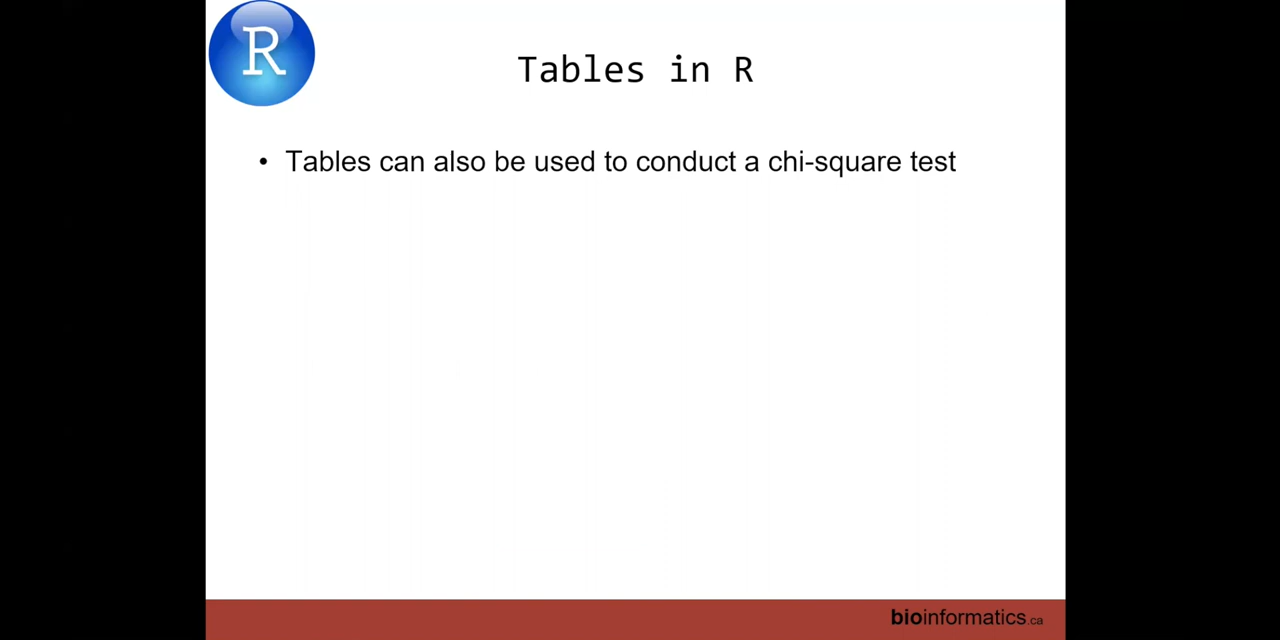 R
Tables in R
• Tables can also be used to conduct a chi-square test
bioinformatics.ca